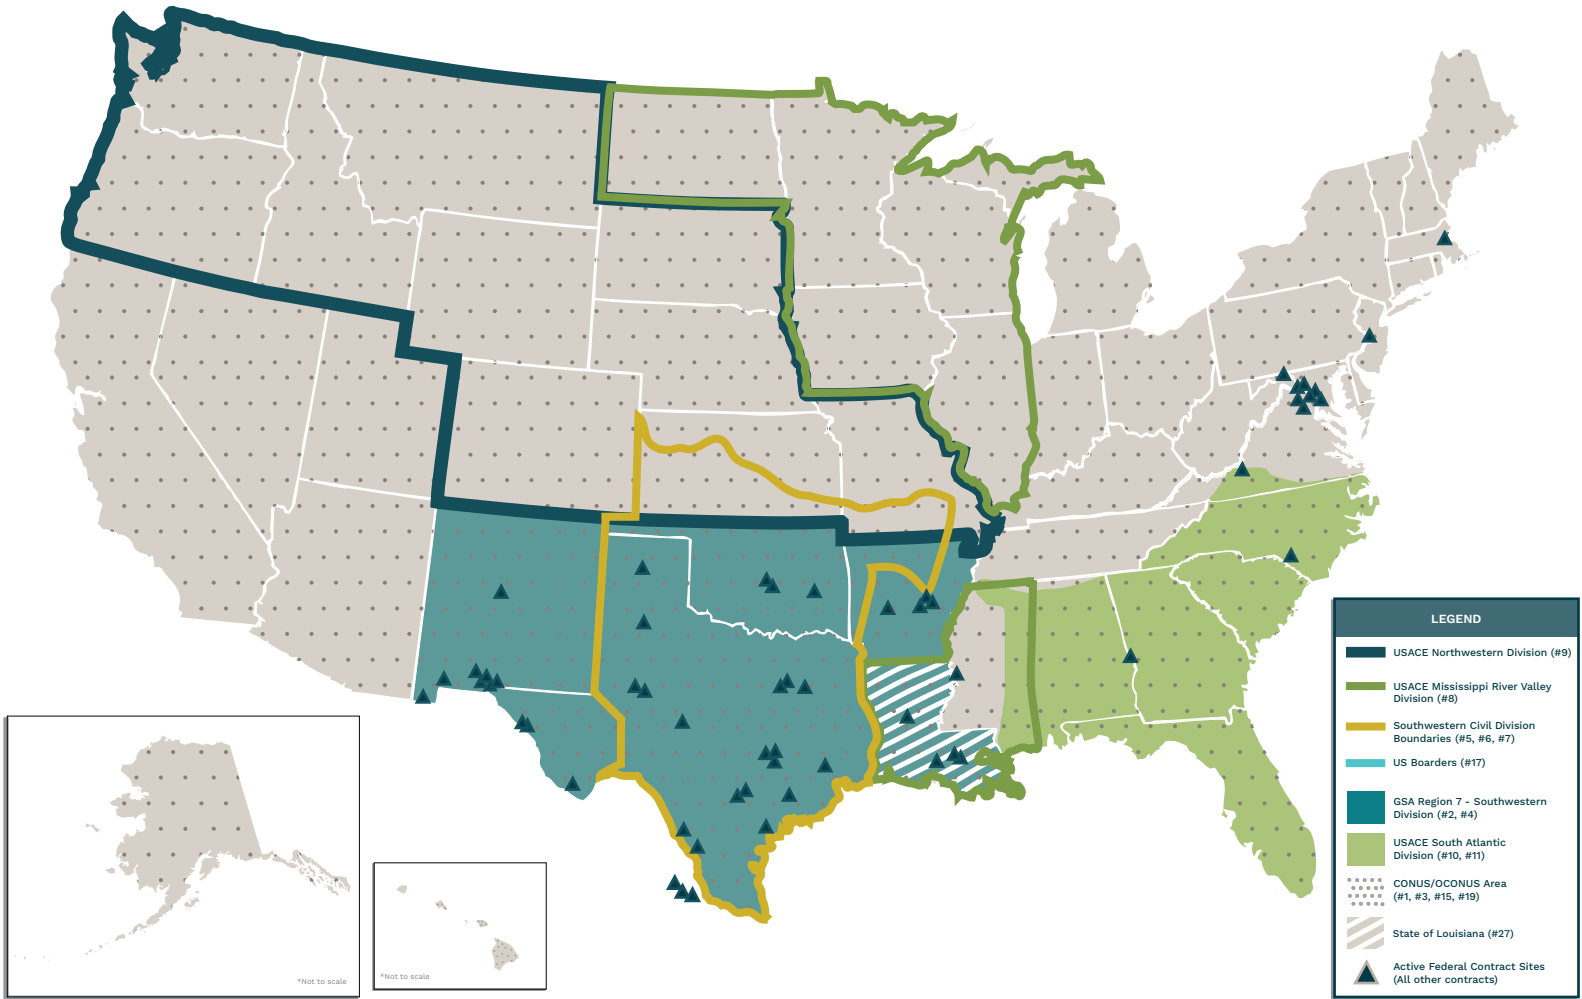 LEGEND
USACE Northwestern Division (#9)
USACE Mississippi River Valley
Division (#8)
Southwestern Civil Division
Boundaries (#5, #6, #7)
US Boarders (#17)
GSA Region 7 - Southwestern
Division (#2, #4)
USACE South Atlantic
Division (#10, #11)
CONUS/OCONUS Area
(#1, #3, #15, #19)
State of Louisiana (#27)
Active Federal Contract Sites
(All other contracts)
*Not to scale
*Not to scale